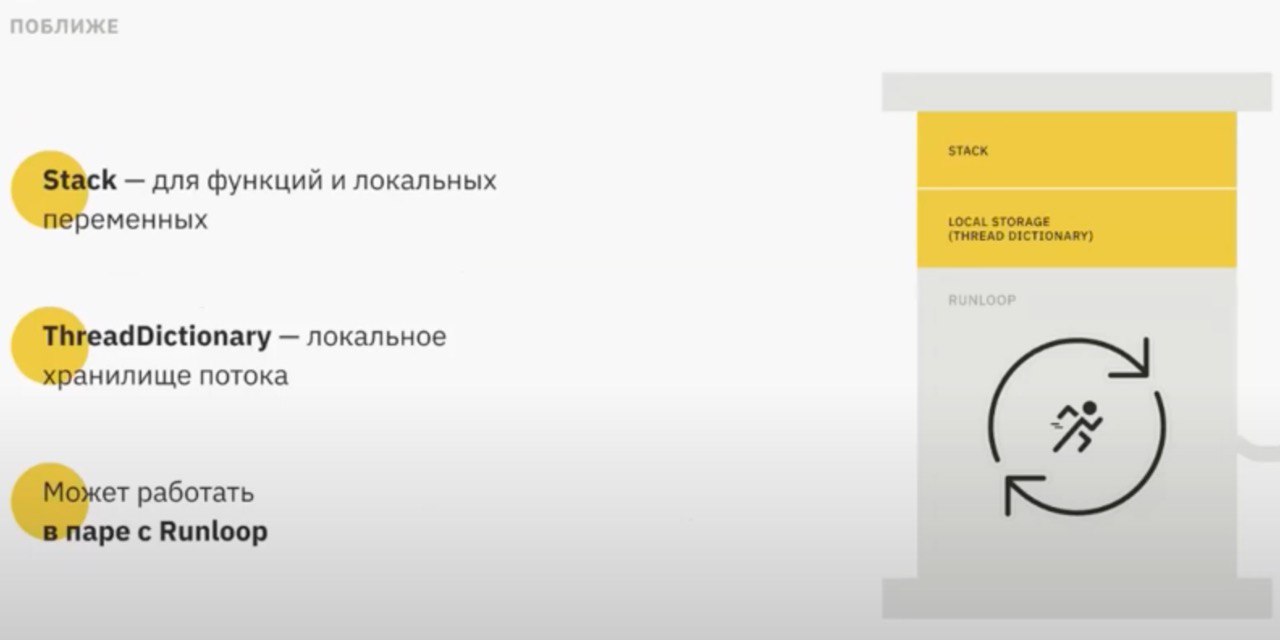 ПОБЛИЖЕ
Stack — для функций и локальных
переменных
ThreadDictionary — локальное
хранилище потока
Может работать
в паре с Runloop
STACK
LOCAL STORAGE
(THREAD DICTIONARY)
RUNLOOP